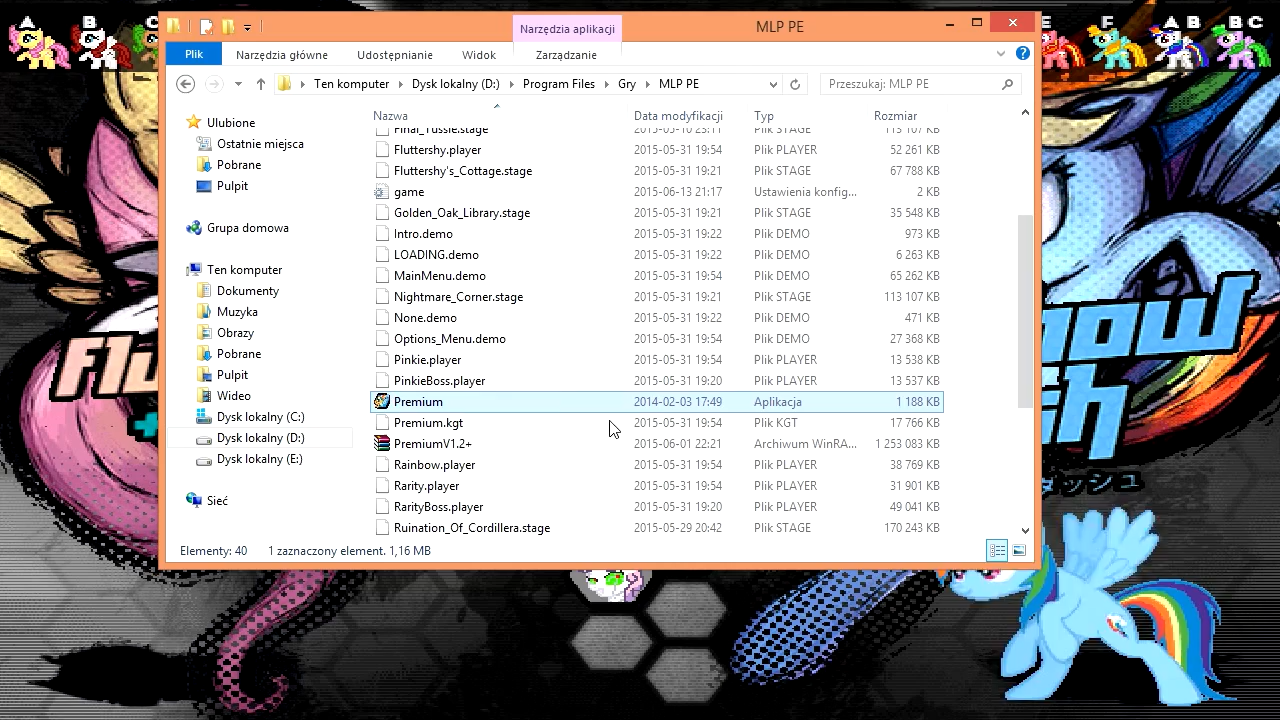 A B C
E F AB BC
Narzędzia aplikacji
MLP PE
Plik Narzędzia główne Udostępnianie Widok Zarządzanie
Ten komputer Dysk lokalny (D:) Program Files Gry MLP PE
Przeszukaj: MLP PE
Nazwa Data modyfikacji Typ Rozmiar
Ulubione
Ostatnie miejsca
Pobrane
Pulpit
Grupa domowa
Ten komputer
Dokumenty
Muzyka
Obrazy
Pobrane
Pulpit
Wideo
Dysk lokalny (C:)
Dysk lokalny (D:)
Dysk lokalny (E:)
Sieć
Final_Tussle.stage Plik STAGE
Fluttershy.player 2015-05-31 19:54 Plik PLAYER 52 261 KB
Fluttershy's_Cottage.stage 2015-05-31 19:21 Plik STAGE 67 788 KB
game 2015-06-13 21:17 Ustawienia konfig... 2 KB
Golden_Oak_Library.stage 2015-05-31 19:21 Plik STAGE 35 548 KB
Intro.demo 2015-05-31 19:22 Plik DEMO 973 KB
LOADING.demo 2015-05-31 19:22 Plik DEMO 6 263 KB
MainMenu.demo 2015-05-31 19:54 Plik DEMO 262 KB
Plik STAGE
None.demo 2015-05-31 19:21 Plik DEMO 471 KB
Options_Menu.demo 2015-05-31 19:54 Plik DEMO 27 368 KB
Pinkie.player 2015-05-31 19:54 Plik PLAYER 13 538 KB
PinkieBoss.player 2015-05-31 19:20 Plik PLAYER 13 537 KB
Premium 2014-02-03 17:49 Aplikacja 1 188 KB
Premium.kgt 2015-05-31 19:54 Plik KGT 17 766 KB
PremiumV1.2+ 2015-06-01 22:21 Archiwum WinRA... 1 253 083 KB
Rainbow.player 2015-05-31 19:54 Plik PLAYER 38 769 KB
Rarity.player 2015-05-31 19:54 Plik PLAYER 31 901 KB
RarityBoss.player 2015-05-31 19:20 Plik PLAYER 49 041 KB
Ruination_Of_Cordillera.stage 2015-05-29 20:42 Plik STAGE 170 243 KB
Elementy: 40 1 zaznaczony element. 1,16 MB